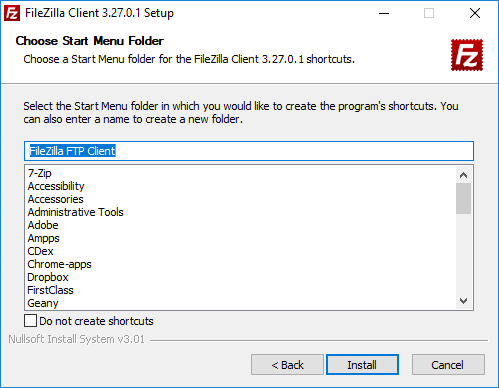 FileZilla Client 3.27.0.1 Setup
Choose Start Menu Folder
Choose a Start Menu folder for the FileZilla Client 3.27.0.1 shortcuts.
Fz
Select the Start Menu folder in which you would like to create the program's shortcuts. You
can also enter a name to create a new folder.
FileZilla FTP Client
7-Zip
Accessibility
Accessories
Administrative Tools
Adobe
Ampps
CDex
Chrome-apps
Dropbox
FirstClass
Geany
Do not create shortcuts
Nullsoft Install System v3.01
< Back
Install
Cancel